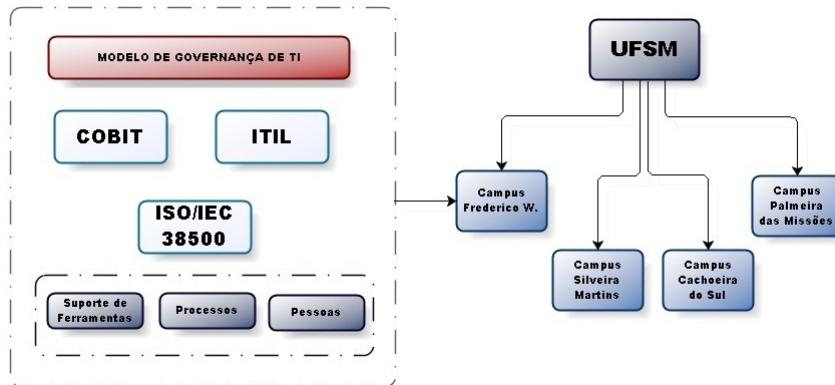 MODELO DE GOVERNANÇA DE TI
COBIT
ITIL
ISO/IEC
38500
Suporte de
Ferramentas
Processos
Pessoas
UFSM
Campus
Frederico W.
Campus
Silveira
Martins
Campus
Cachoeira
do Sul
Campus
Palmeira
das Missões